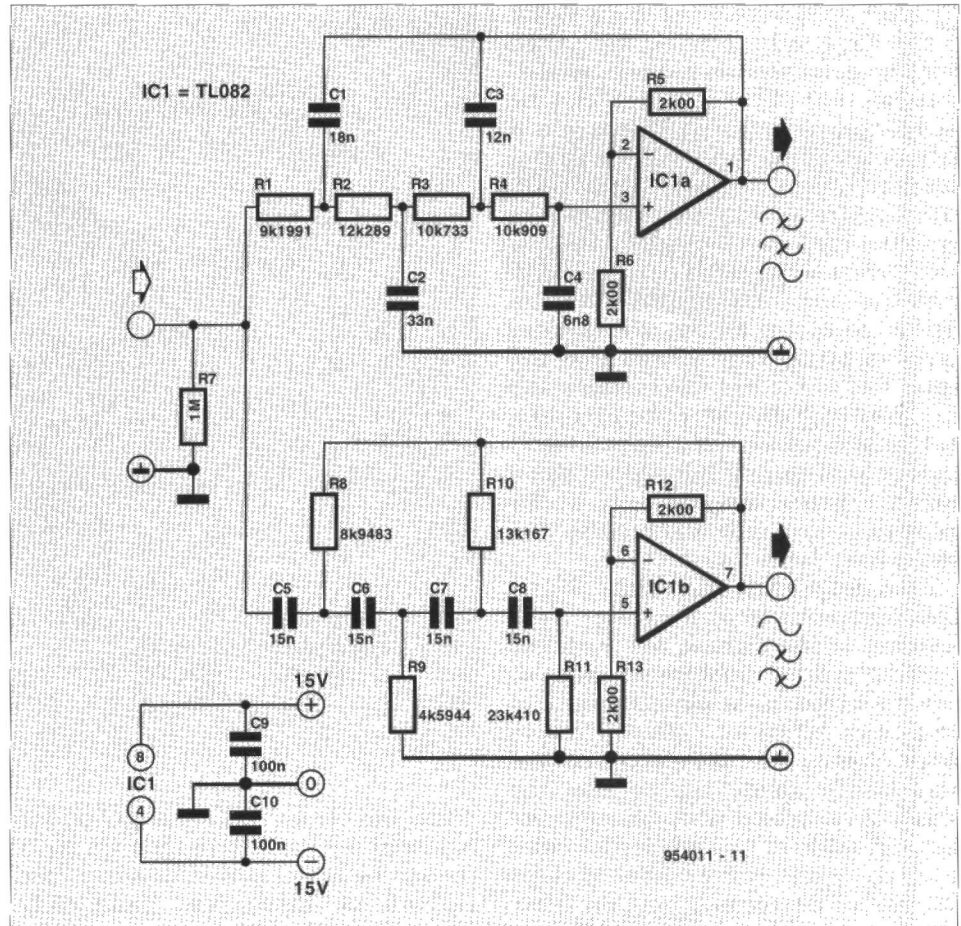 IC1 = TL082
C1
18n
C3
12n
R5
2k00
2
3
1
IC1a
R1
9k1991
R2
12k289
R3
10k733
R4
10k909
R6
2k00
C2
33n
C4
6n8
R7
1M
R8
8k9483
R10
13k167
R12
2k00
6
5
7
IC1b
C5
15n
C6
15n
C7
15n
C8
15n
R9
4k5944
R11
23k410
R13
2k00
15V
+
8
C9
100n
IC1
0
4
C10
100n
−
15V
954011 - 11